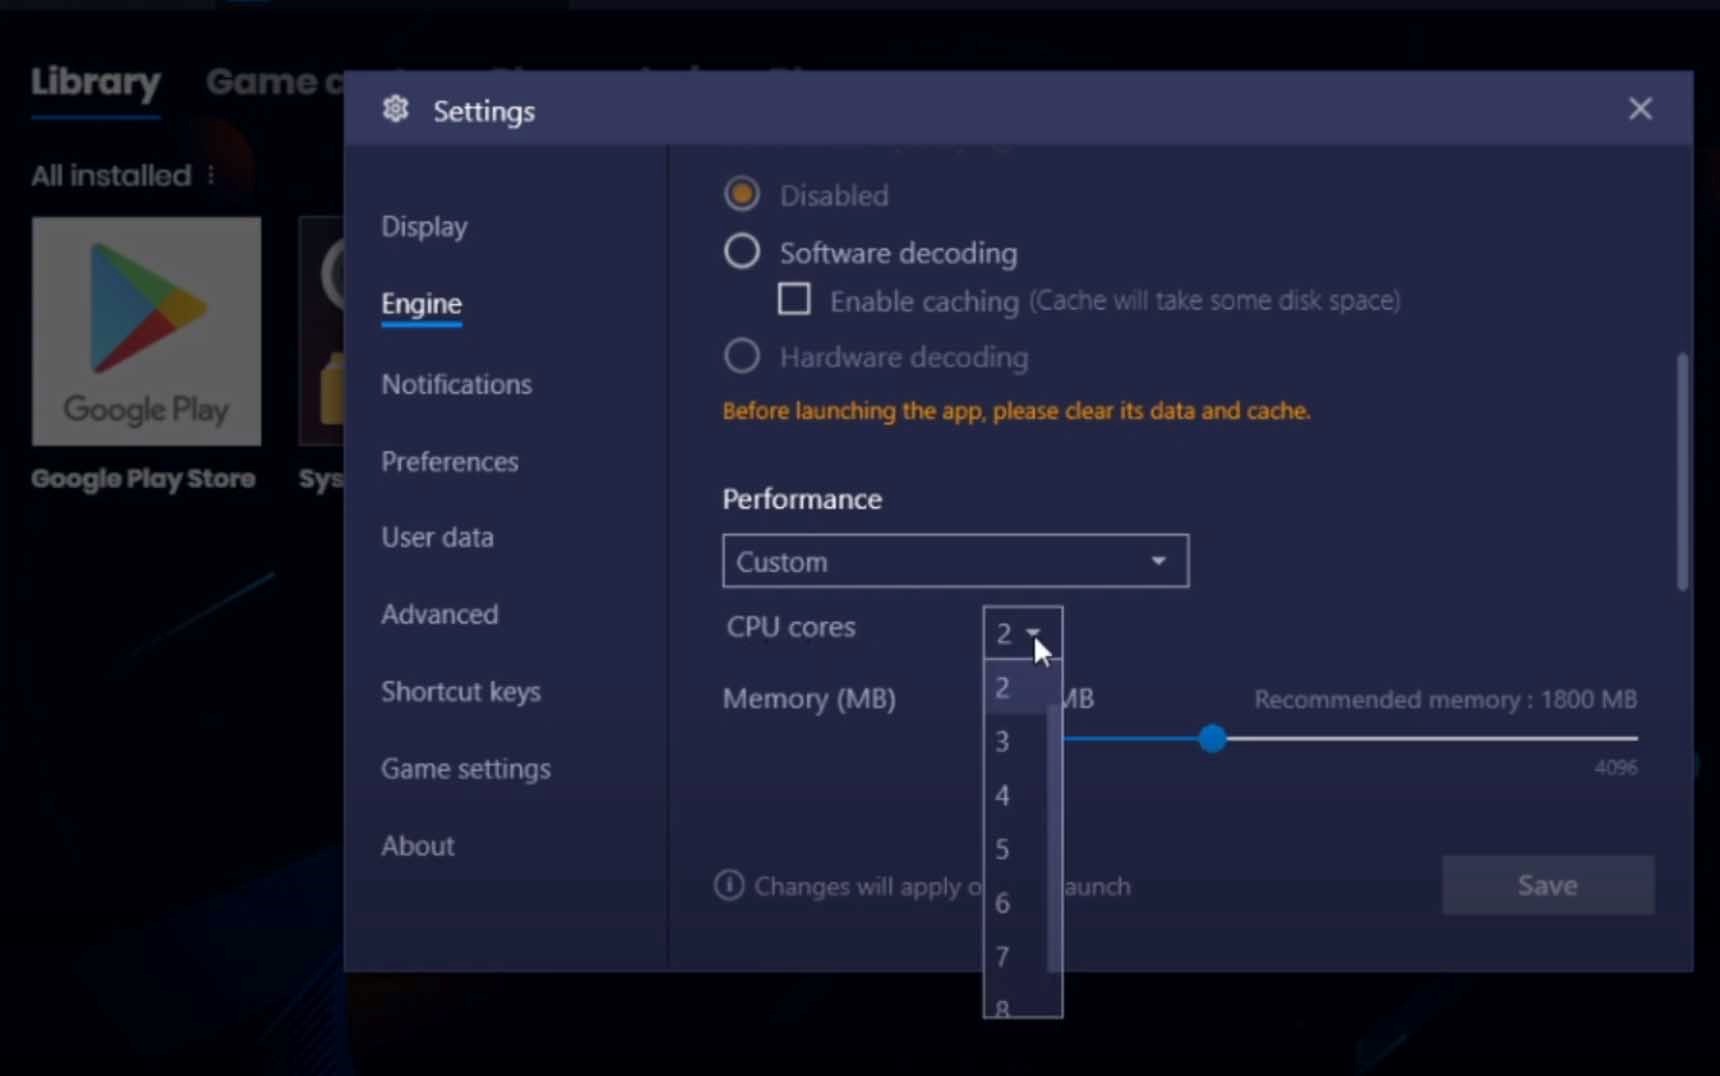 Library
Game c
All installed
Google Play
Google Play Store
Sys
Settings
Display
Engine
Notifications
Preferences
User data
Advanced
Shortcut keys
Game settings
About
Disabled
Software decoding
Enable caching (Cache will take some disk space)
Hardware decoding
Before launching the app, please clear its data and cache.
Performance
Custom
CPU cores
2
2
3
4
5
6
7
8
Memory (MB)
MB
Recommended memory : 1800 MB
4096
Changes will apply o
aunch
Save